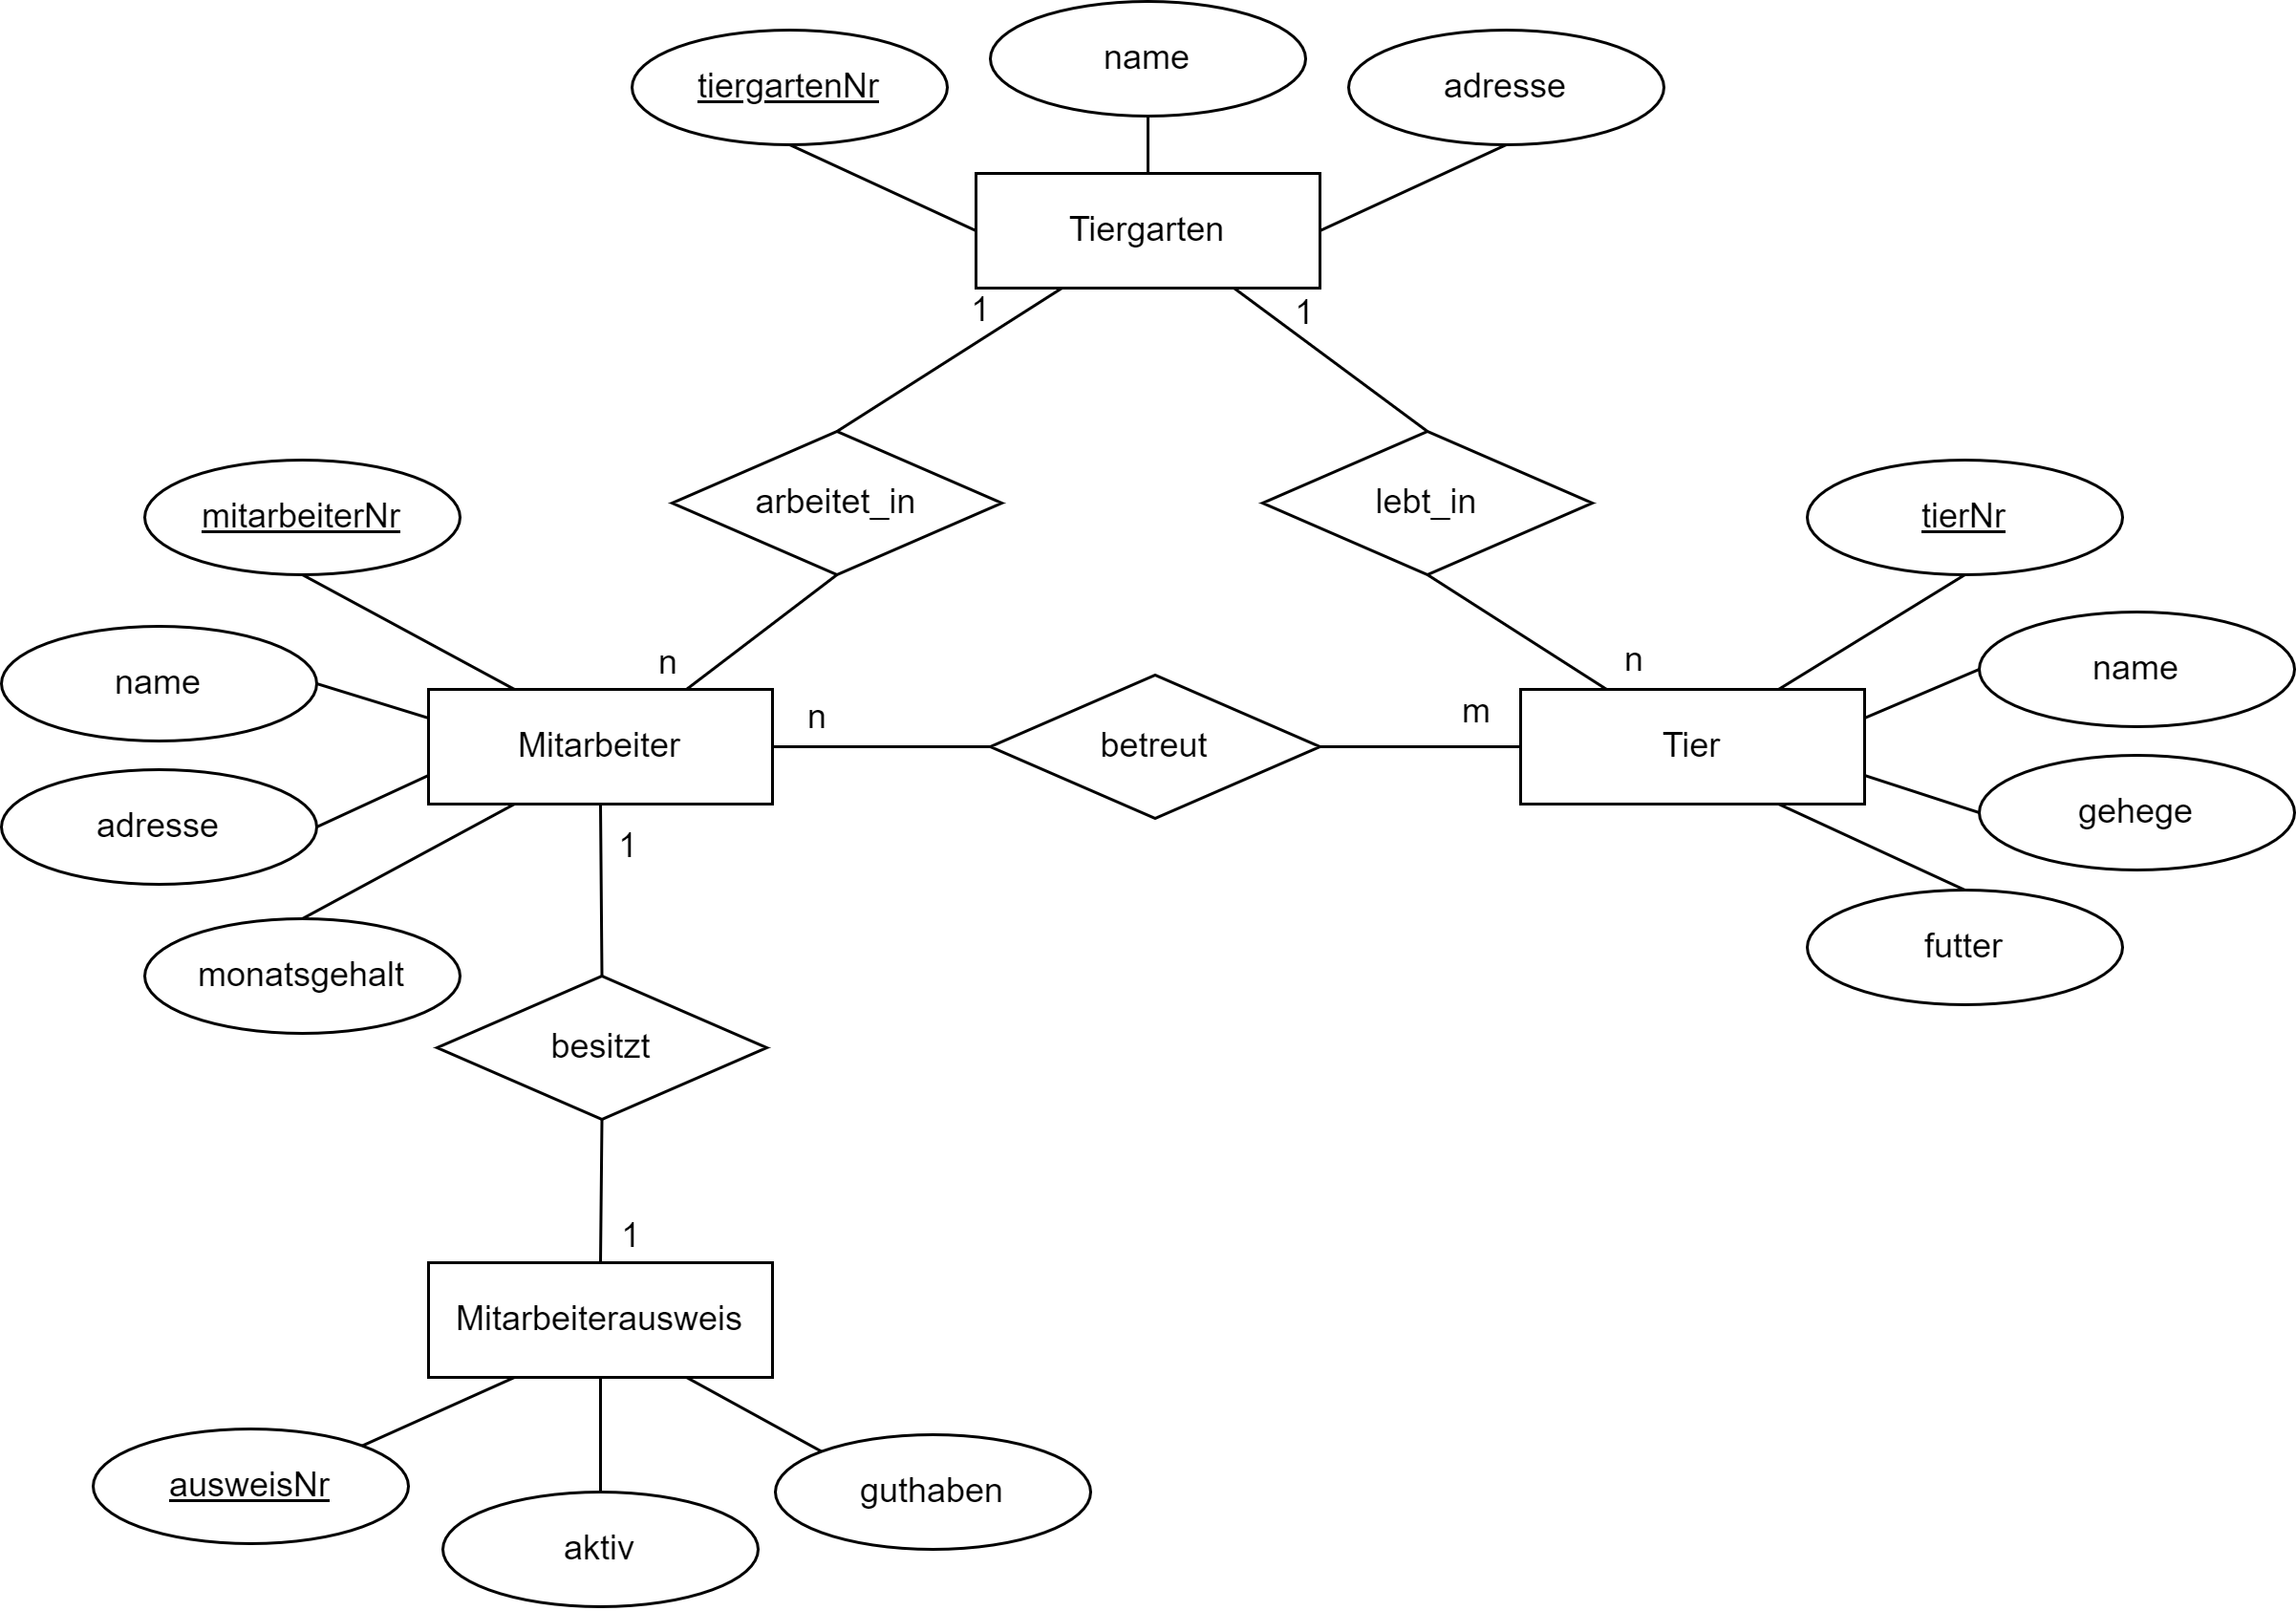 name
tiergartenNr
adresse
Tiergarten
1
1
arbeitet_in
lebt_in
mitarbeiterNr
tierNr
n
n
name
name
n
m
Mitarbeiter
betreut
Tier
adresse
gehege
1
futter
monatsgehalt
besitzt
1
Mitarbeiterausweis
ausweisNr
guthaben
aktiv